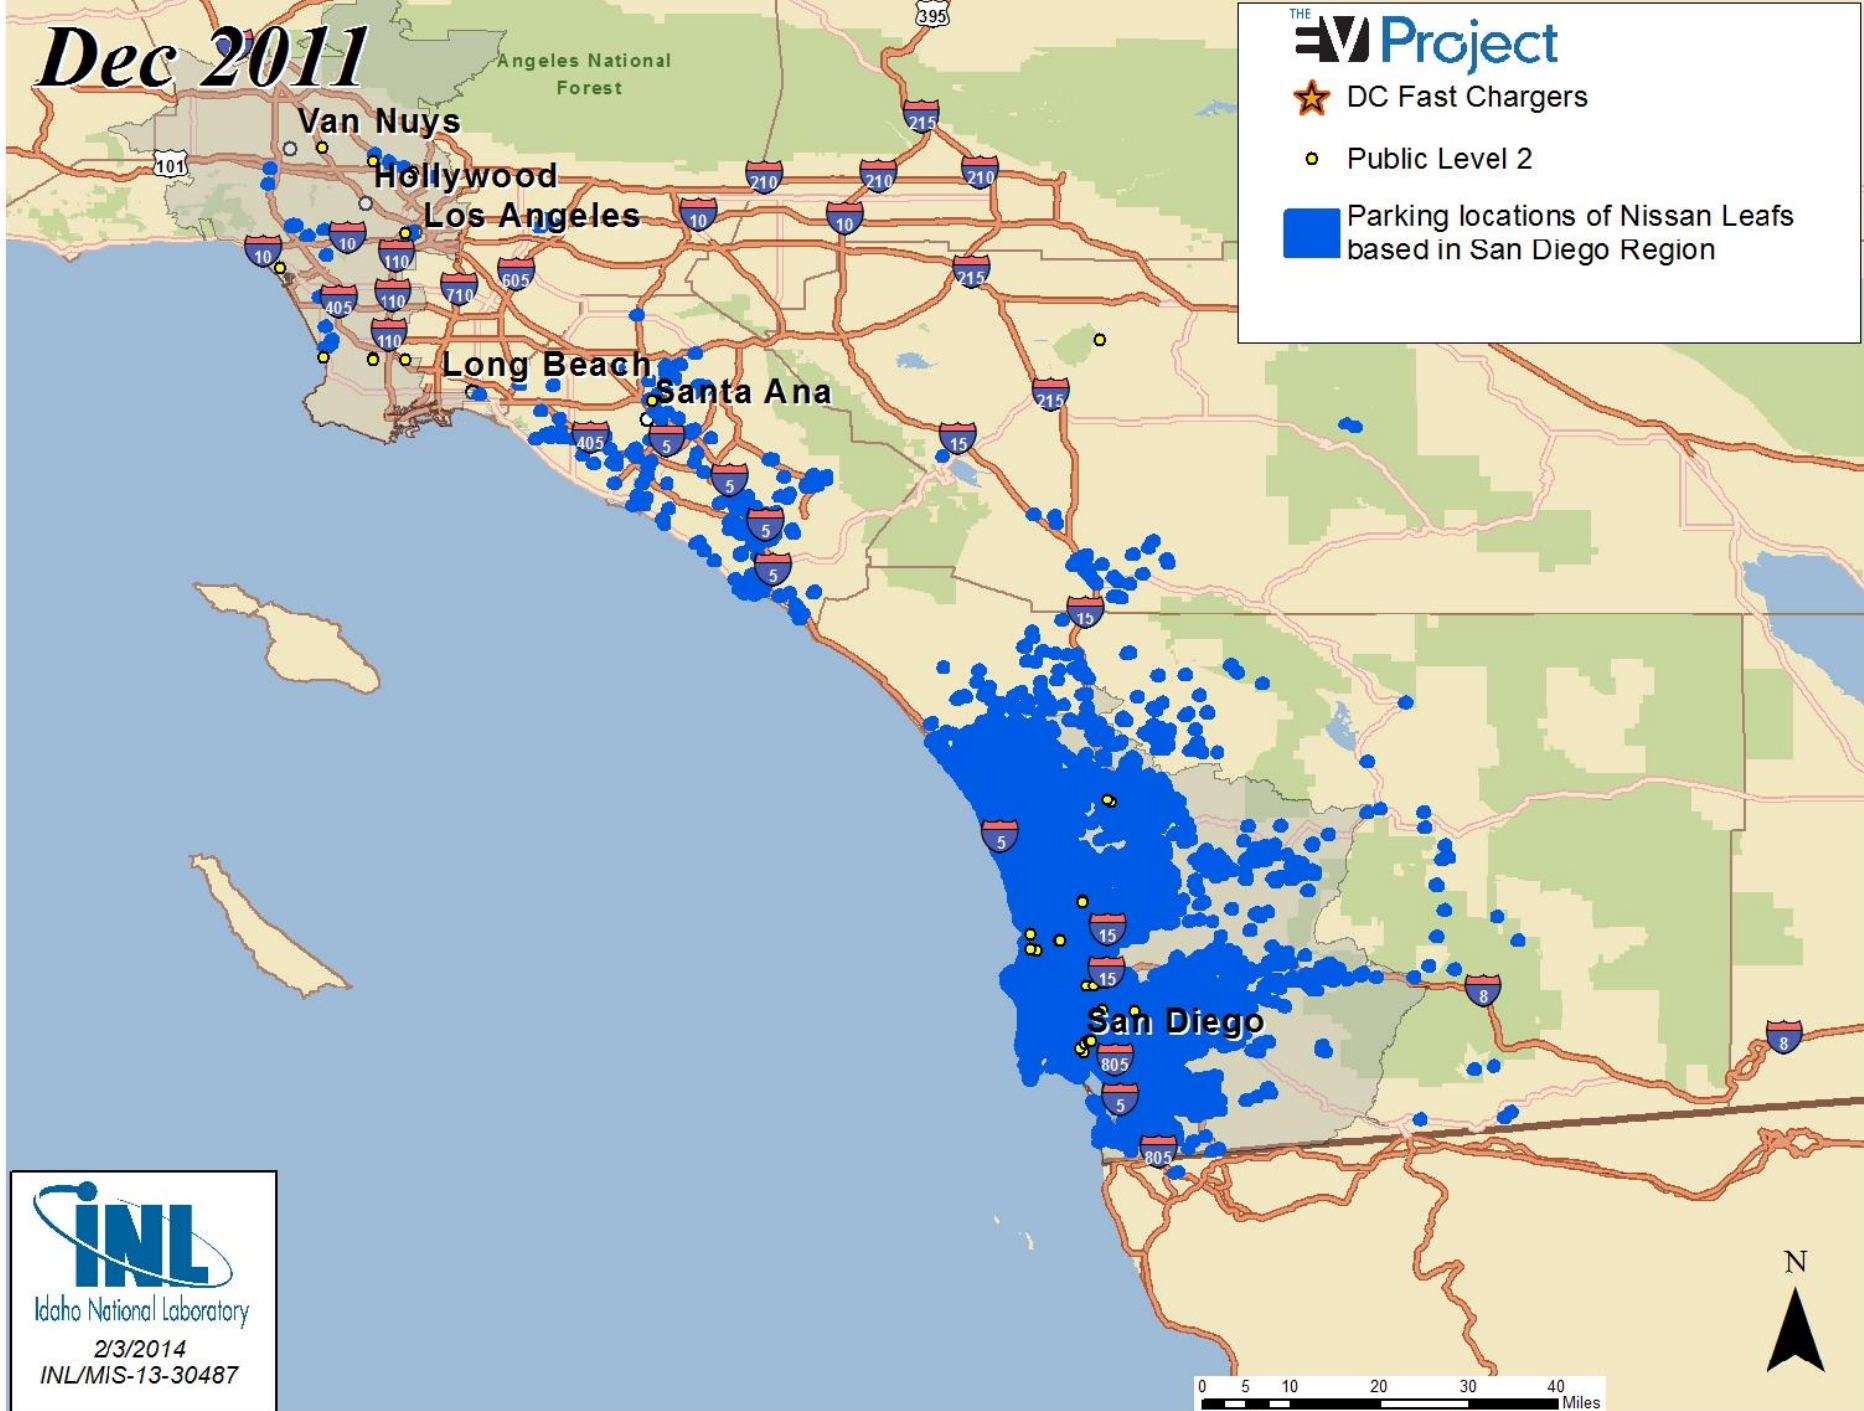 Dec 2011
Angeles National
Forest
395
THE
EV Project
DC Fast Chargers
Public Level 2
Parking locations of Nissan Leafs
based in San Diego Region
215
Van Nuys
101
Hollywood
210
210
210
Los Angeles
10
10
10
10
110
605
215
405
110
710
110
Long Beach
Santa Ana
215
405
5
15
5
5
5
15
5
15
15
8
San Diego
805
8
5
805
INL
Idaho National Laboratory
2/3/2014
INL/MIS-13-30487
N
0 5 10 20 30 40
Miles